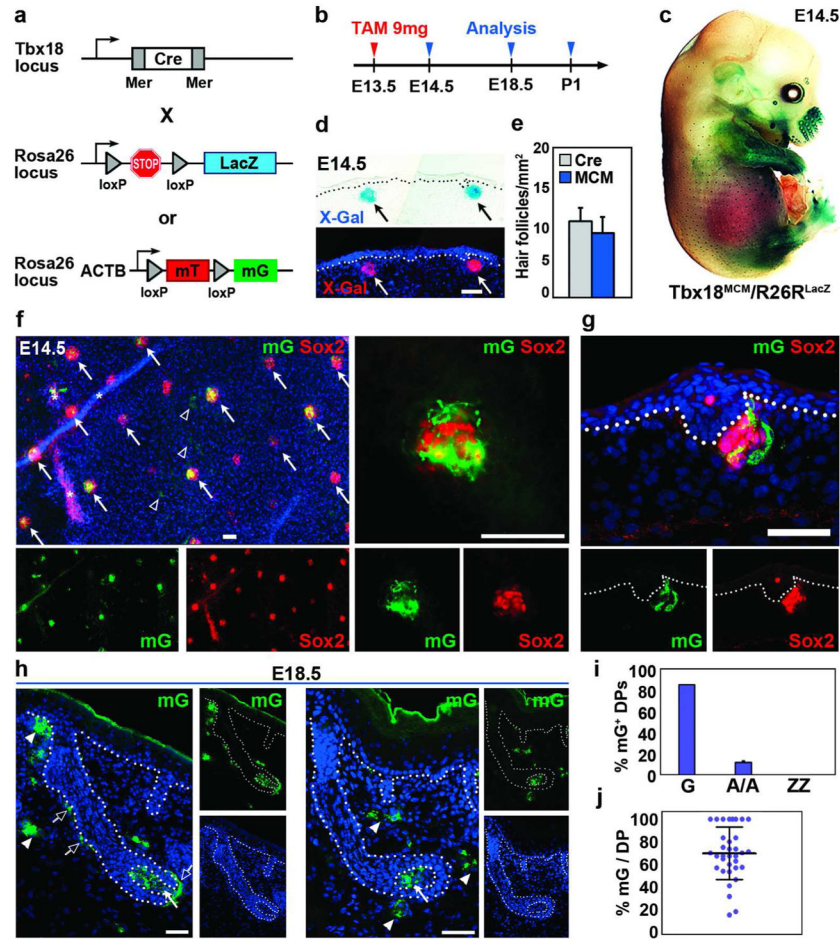 a
Tbx18
locus
Cre
Mer
Mer
X
Rosa26
locus
STOP
LacZ
loxP
loxP
or
Rosa26
locus
ACTB
mT
mG
loxP
loxP
b
TAM 9mg
Analysis
E13.5
E14.5
E18.5
P1
c
E14.5
Tbx18MCM/R26RLacZ
d
E14.5
X-Gal
X-Gal
e
Cre
MCM
Hair follicles/mm2
20
15
10
5
0
f
E14.5
mG Sox2
*
*
*
mG Sox2
mG
Sox2
mG
Sox2
g
mG Sox2
mG
Sox2
h
E18.5
mG
mG
mG
mG
i
% mG+ DPs
100
80
60
40
20
0
G
A/A
ZZ
j
% mG / DP
100
80
60
40
20
0